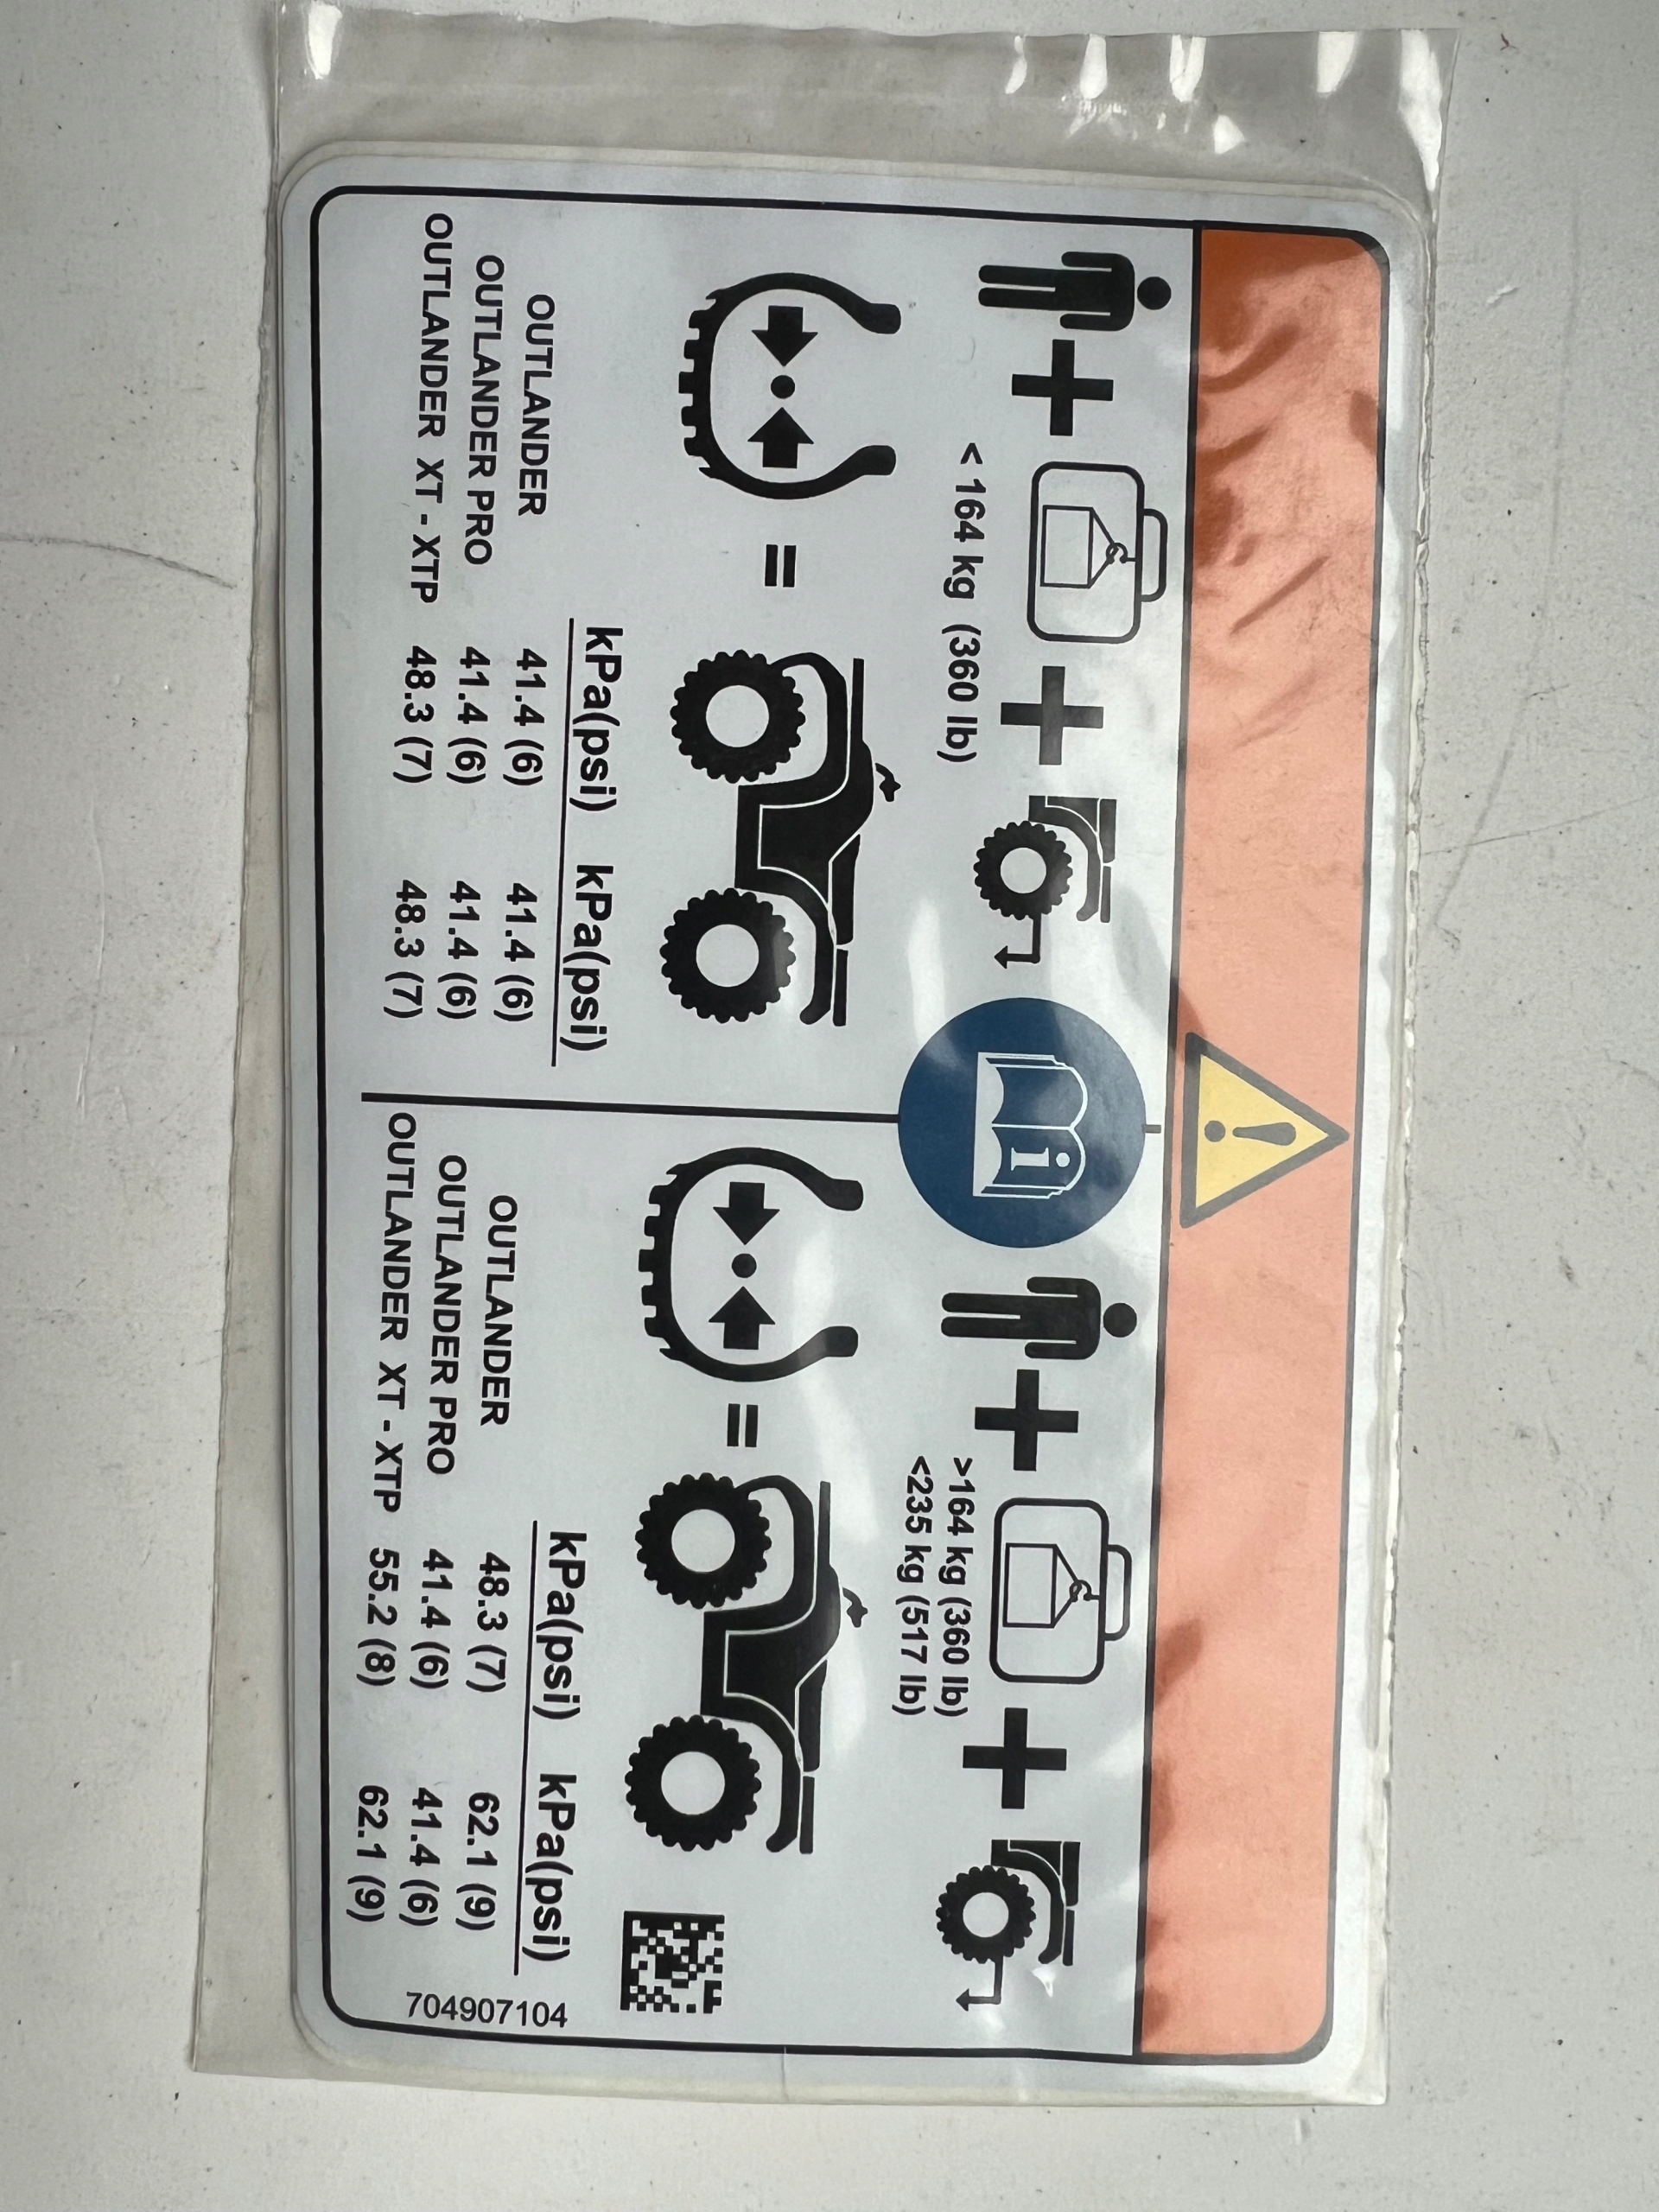 < 164 kg (360 lb)
kPa(psi) kPa(psi)
OUTLANDER 41.4 (6) 41.4 (6)
OUTLANDER PRO 41.4 (6) 41.4 (6)
OUTLANDER XT - XTP 48.3 (7) 48.3 (7)
>164 kg (360 lb)
<235 kg (517 lb)
kPa(psi) kPa(psi)
OUTLANDER 48.3 (7) 62.1 (9)
OUTLANDER PRO 41.4 (6) 41.4 (6)
OUTLANDER XT - XTP 55.2 (8) 62.1 (9)
704907104